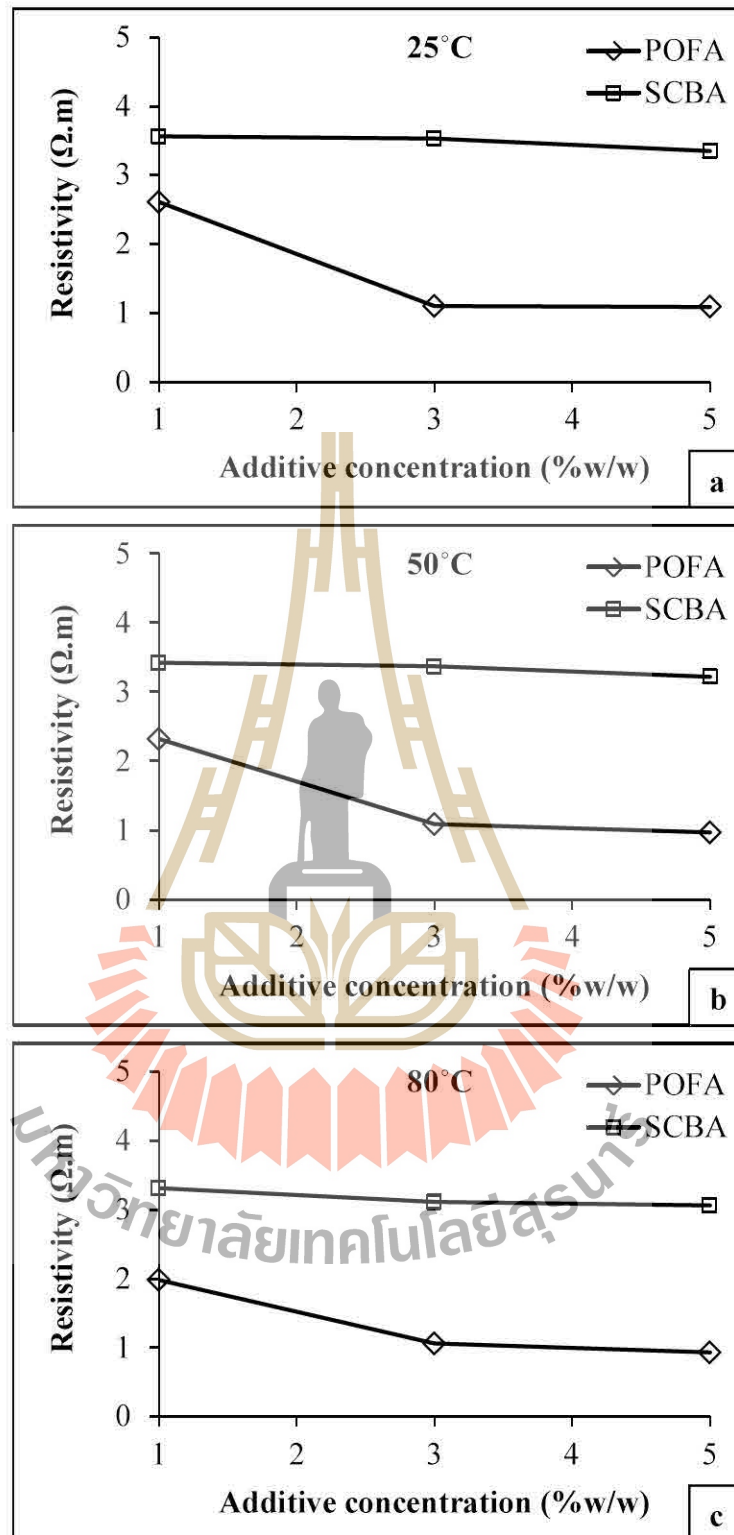 25°C
POFA
SCBA
Resistivity (Ω.m)
5
4
3
2
1
0
1 2 3 4 5
Additive concentration (%w/w)
a
50°C
POFA
SCBA
Resistivity (Ω.m)
5
4
3
2
1
0
1 2 3 4 5
Additive concentration (%w/w)
b
80°C
POFA
SCBA
Resistivity (Ω.m)
5
4
3
2
1
0
1 2 3 4 5
Additive concentration (%w/w)
c
มหาวิทยาลัยเทคโนโลยีสุรนารี